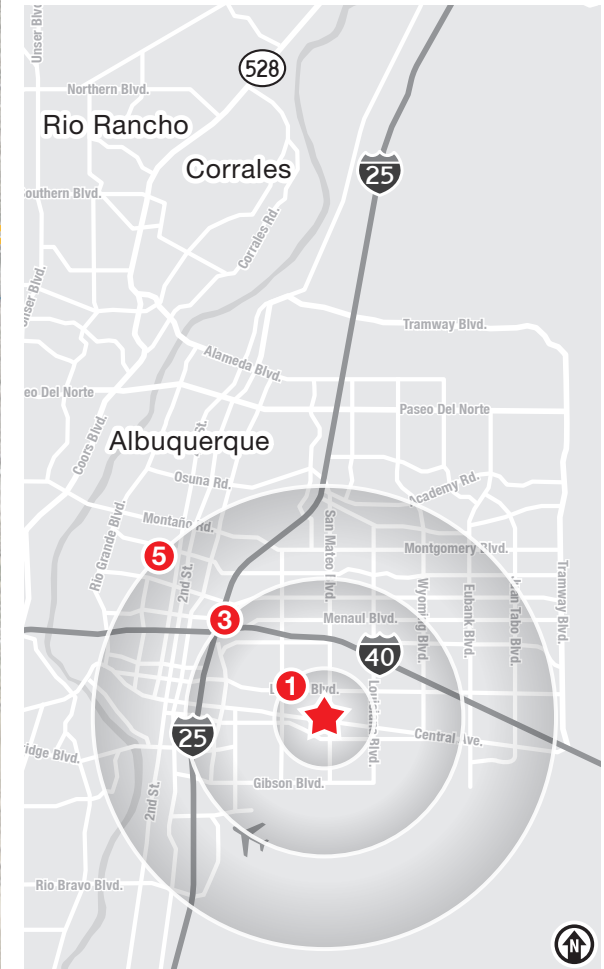 Unser Blvd
528
Northern Blvd.
Rio Rancho
Corrales
25
Southern Blvd.
Corrales Rd.
Unser Blvd.
Tramway Blvd.
Alameda Blvd.
eo Del Norte
Paseo Del Norte
Coors Blvd.
Albuquerque
St.
Osuna Rd.
Academy Rd.
Rio Grande Blvd.
Montaño Rd.
San Mateo Blvd.
5
2nd St.
Montgomery Blvd.
Wyoming Blvd.
Eubank Blvd.
Juan Tabo Blvd.
Tramway Blvd.
3
Menaul Blvd.
40
1
Blvd.
Louisiana Blvd.
25
Central Ave.
idge Blvd.
2nd St.
Gibson Blvd.
Rio Bravo Blvd.
N